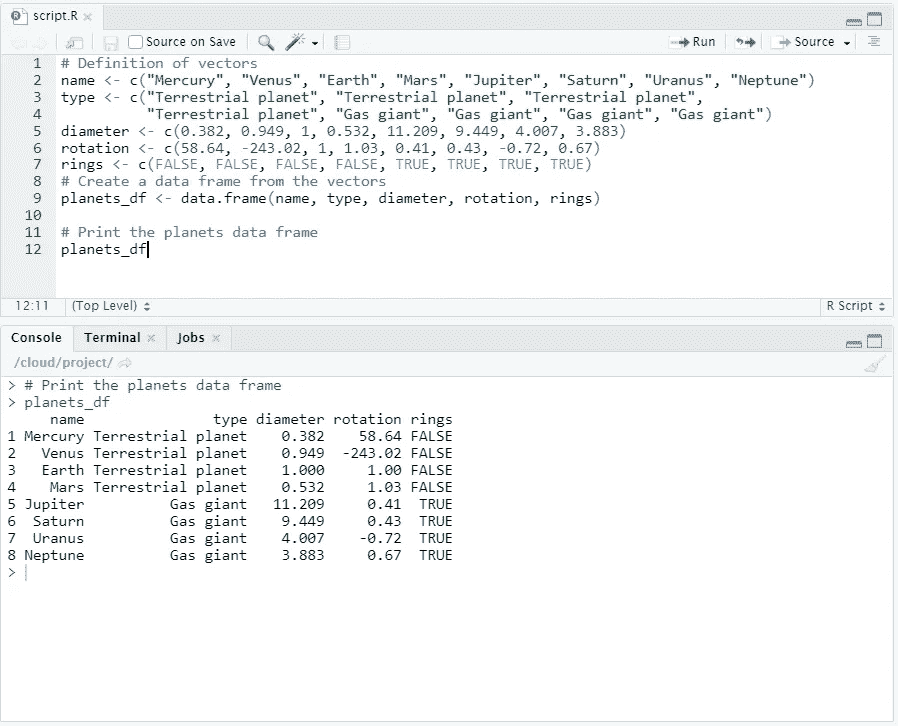 script.R
Source on Save Run Source
1 # Definition of vectors
2 name <- c("Mercury", "Venus", "Earth", "Mars", "Jupiter", "Saturn", "Uranus", "Neptune")
3 type <- c("Terrestrial planet", "Terrestrial planet", "Terrestrial planet",
4           "Terrestrial planet", "Gas giant", "Gas giant", "Gas giant", "Gas giant")
5 diameter <- c(0.382, 0.949, 1, 0.532, 11.209, 9.449, 4.007, 3.883)
6 rotation <- c(58.64, -243.02, 1, 1.03, 0.41, 0.43, -0.72, 0.67)
7 rings <- c(FALSE, FALSE, FALSE, FALSE, TRUE, TRUE, TRUE, TRUE)
8 # Create a data frame from the vectors
9 planets_df <- data.frame(name, type, diameter, rotation, rings)
10
11 # Print the planets data frame
12 planets_df
12:11 (Top Level) R Script
Console Terminal Jobs
/cloud/project/
> # Print the planets data frame
> planets_df
     name               type diameter rotation rings
1 Mercury Terrestrial planet    0.382    58.64 FALSE
2   Venus Terrestrial planet    0.949  -243.02 FALSE
3   Earth Terrestrial planet    1.000     1.00 FALSE
4    Mars Terrestrial planet    0.532     1.03 FALSE
5 Jupiter          Gas giant   11.209     0.41  TRUE
6  Saturn          Gas giant    9.449     0.43  TRUE
7  Uranus          Gas giant    4.007    -0.72  TRUE
8 Neptune          Gas giant    3.883     0.67  TRUE
>